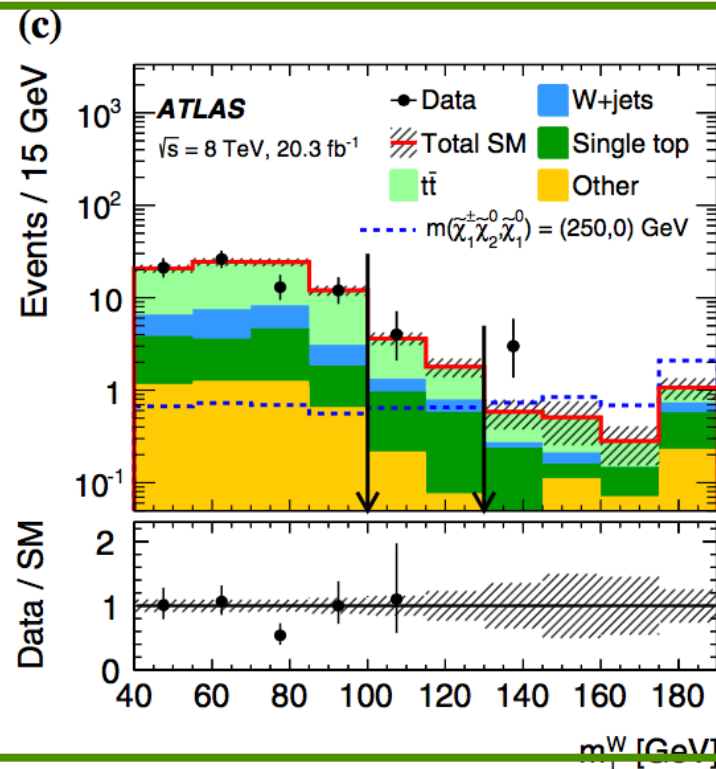 (c)
Events / 15 GeV
10³
10²
10
1
10⁻¹
ATLAS
√s = 8 TeV, 20.3 fb⁻¹
Data
Total SM
tt̄
W+jets
Single top
Other
m(χ̃₁^±χ̃₂⁰,χ̃₁⁰) = (250,0) GeV
Data / SM
2
1
0
40 60 80 100 120 140 160 180
m_T^W [GeV]